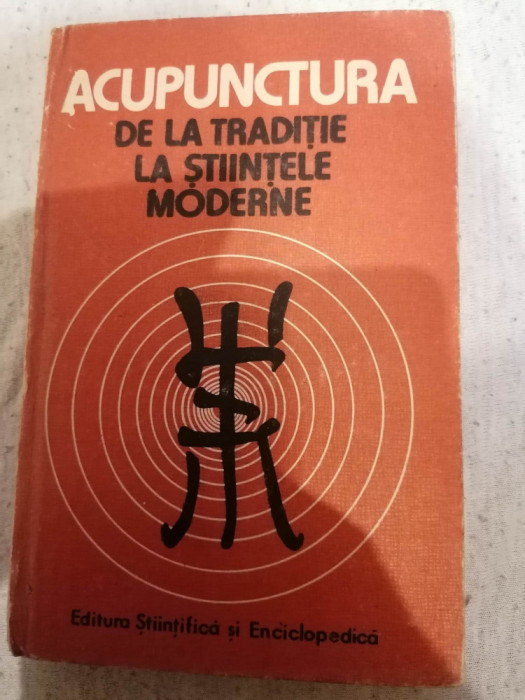 ACUPUNCTURA
DE LA TRADIȚIE
LA ȘTIINȚELE
MODERNE
Editura Științifică și Enciclopedică